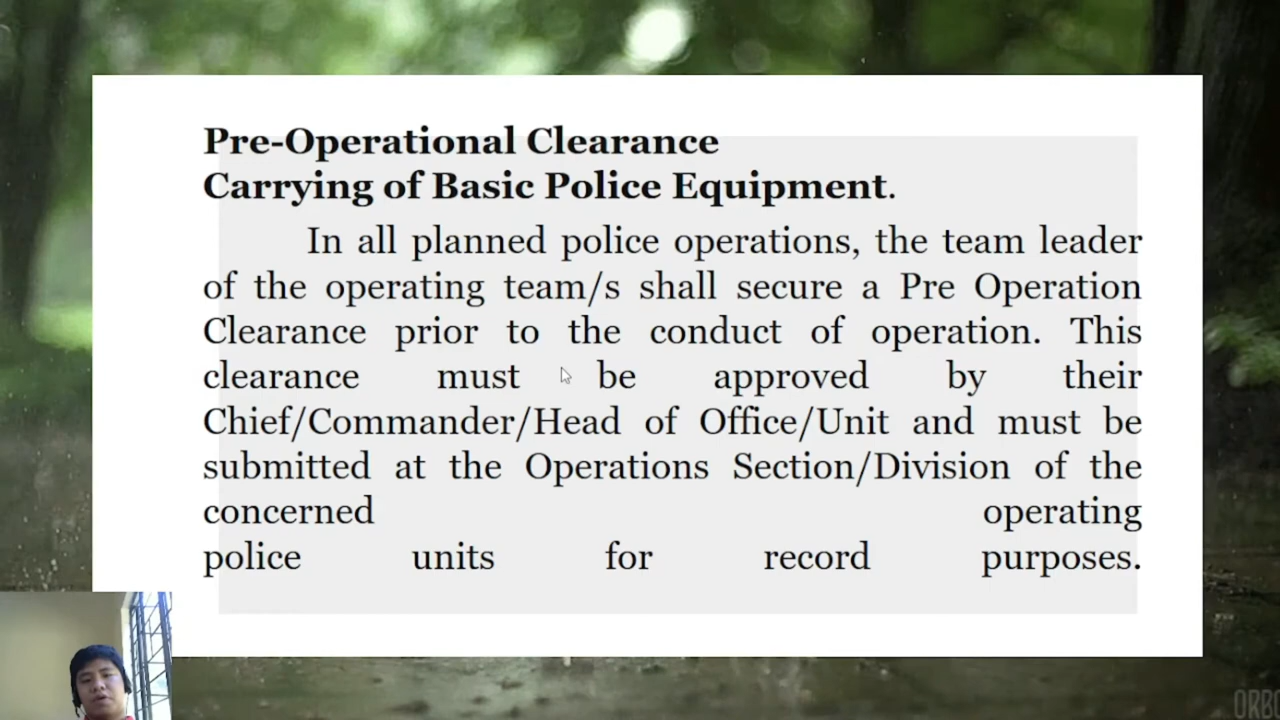 Pre-Operational Clearance
Carrying of Basic Police Equipment.
In all planned police operations, the team leader
of the operating team/s shall secure a Pre Operation
Clearance prior to the conduct of operation. This
clearance must be approved by their
Chief/Commander/Head of Office/Unit and must be
submitted at the Operations Section/Division of the
concerned operating
police units for record purposes.